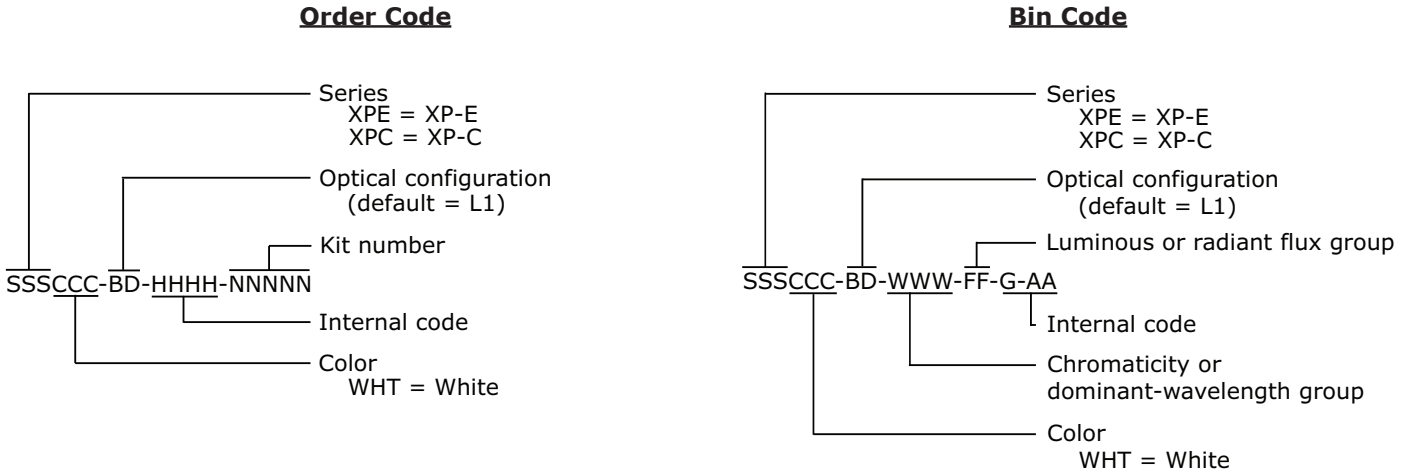 Order Code
Series
XPE = XP-E
XPC = XP-C
Optical configuration
(default = L1)
Kit number
SSSCCC-BD-HHHH-NNNNN
Internal code
Color
WHT = White
Bin Code
Series
XPE = XP-E
XPC = XP-C
Optical configuration
(default = L1)
Luminous or radiant flux group
SSSCCC-BD-WWW-FF-G-AA
Internal code
Chromaticity or
dominant-wavelength group
Color
WHT = White